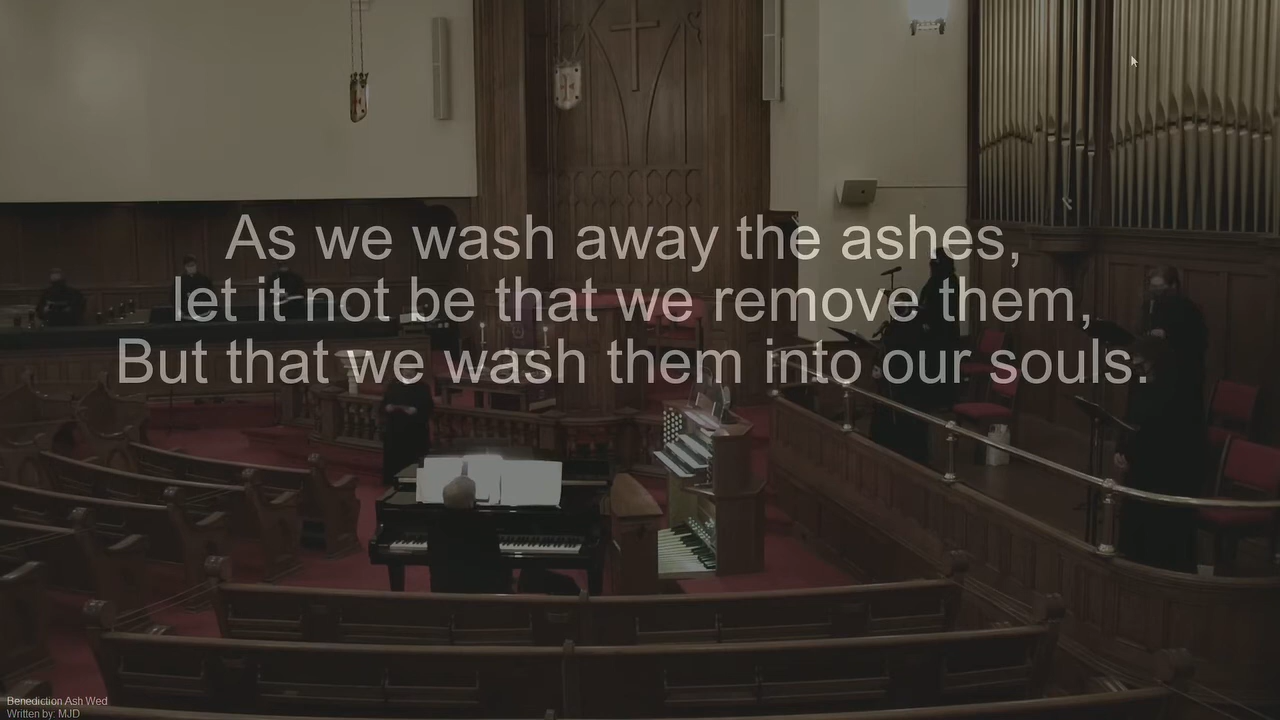 As we wash away the ashes,
let it not be that we remove them,
But that we wash them into our souls.
Benediction Ash Wed
Written by: MJD